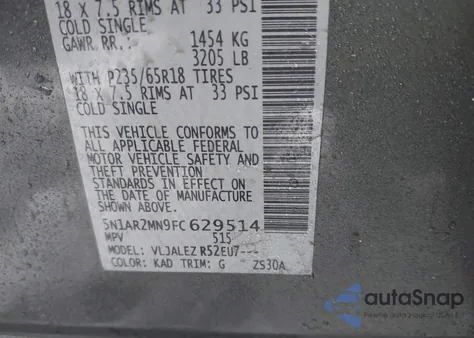 18 X 7.5 RIMS AT 33 PSI
COLD SINGLE
GAWR RR.: 1454 KG
3205 LB
WITH P235/65R18 TIRES
18 X 7.5 RIMS AT 33 PSI
COLD SINGLE
THIS VEHICLE CONFORMS TO
ALL APPLICABLE FEDERAL
MOTOR VEHICLE SAFETY AND
THEFT PREVENTION
STANDARDS IN EFFECT ON
THE DATE OF MANUFACTURE
SHOWN ABOVE.
5N1AR2MN9FC629514
MPV 515
MODEL: VLJALEZ R52EU7---
COLOR: KAD TRIM: G ZS30A
autoSnap